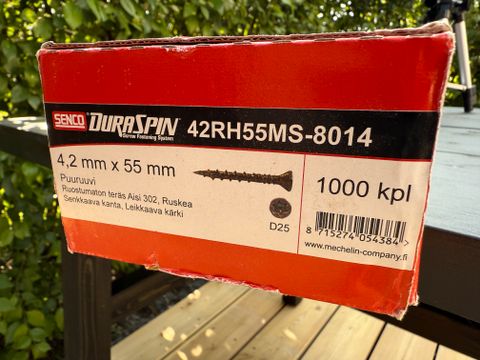 SENCO DURASPIN 42RH55MS-8014
Screw Fastening System
4,2 mm x 55 mm
Puuruuvi
Ruostumaton teräs Aisi 302, Ruskea
Senkkaava kanta, Leikkaava kärki
D25
1000 kpl
8 715274 054384 >
www.mechelin-company.fi